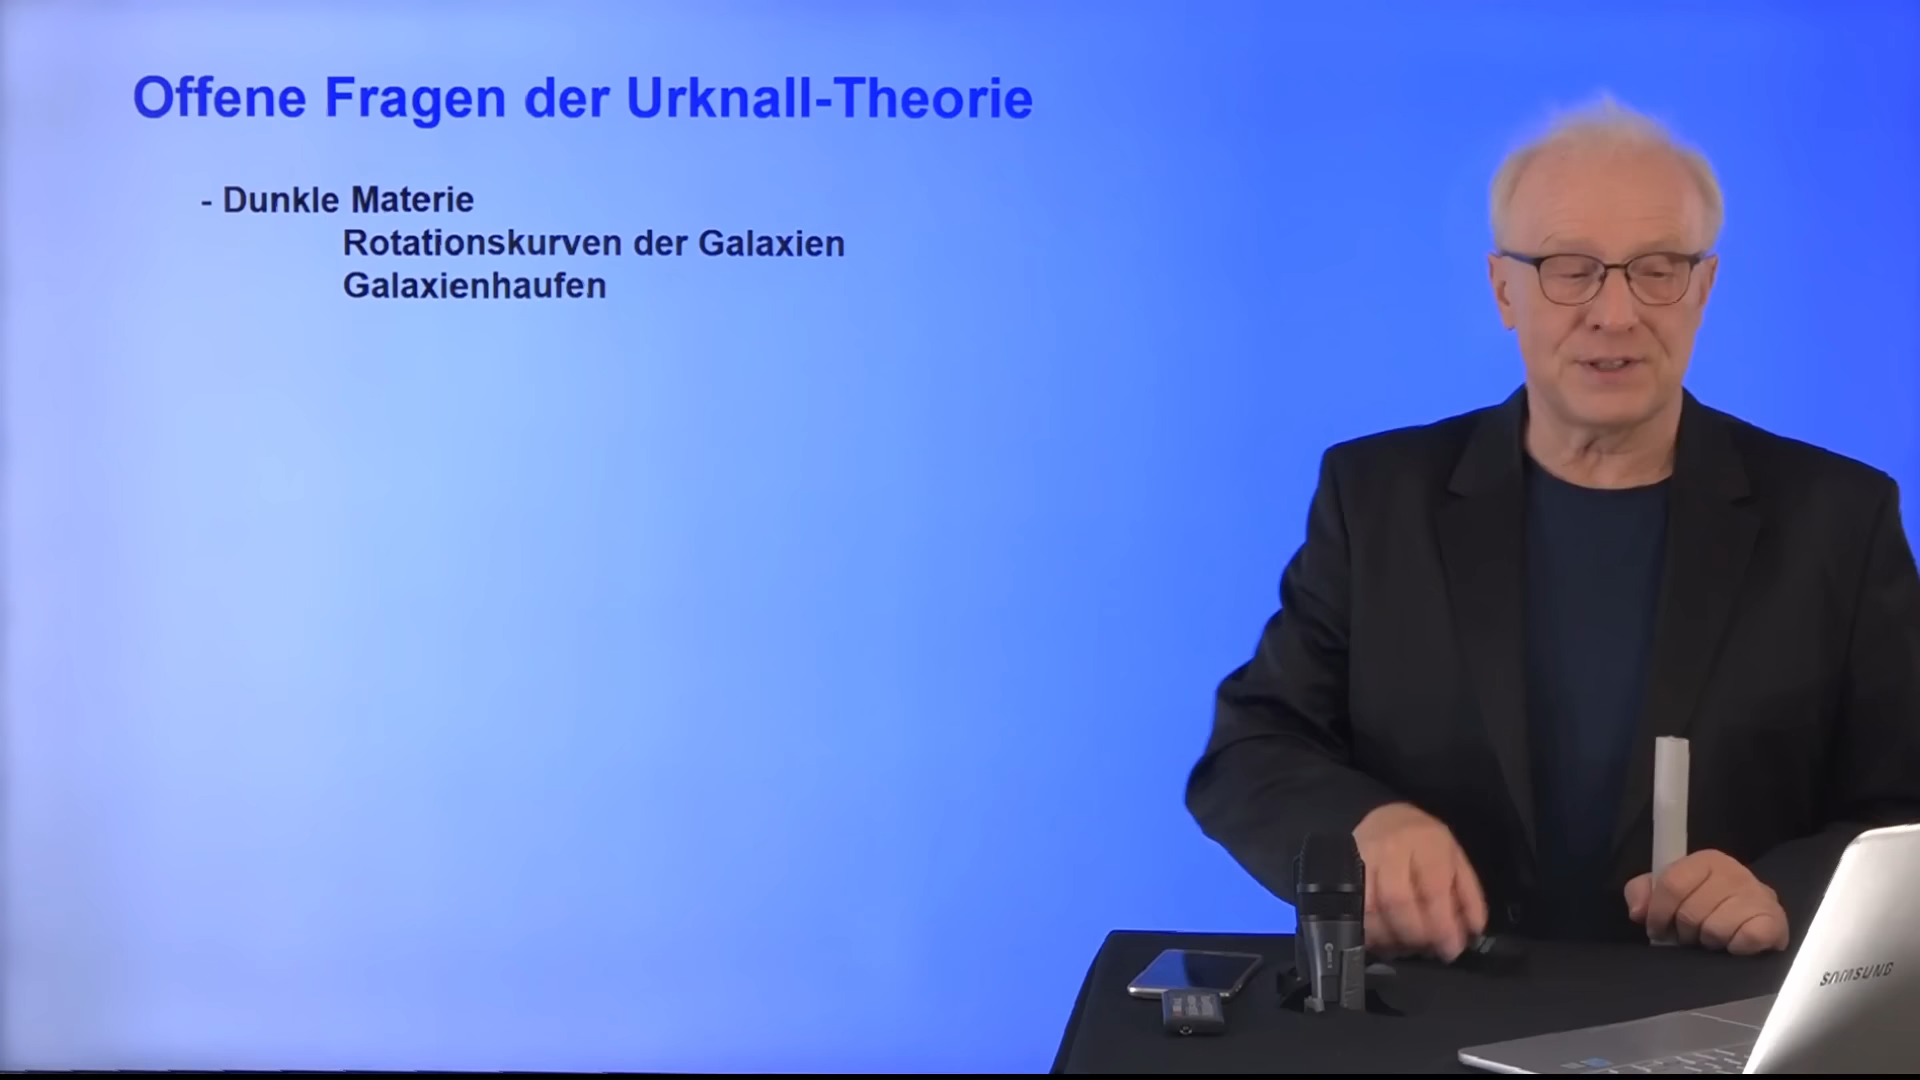 Offene Fragen der Urknall-Theorie
- Dunkle Materie
Rotationskurven der Galaxien
Galaxienhaufen
SAMSUNG